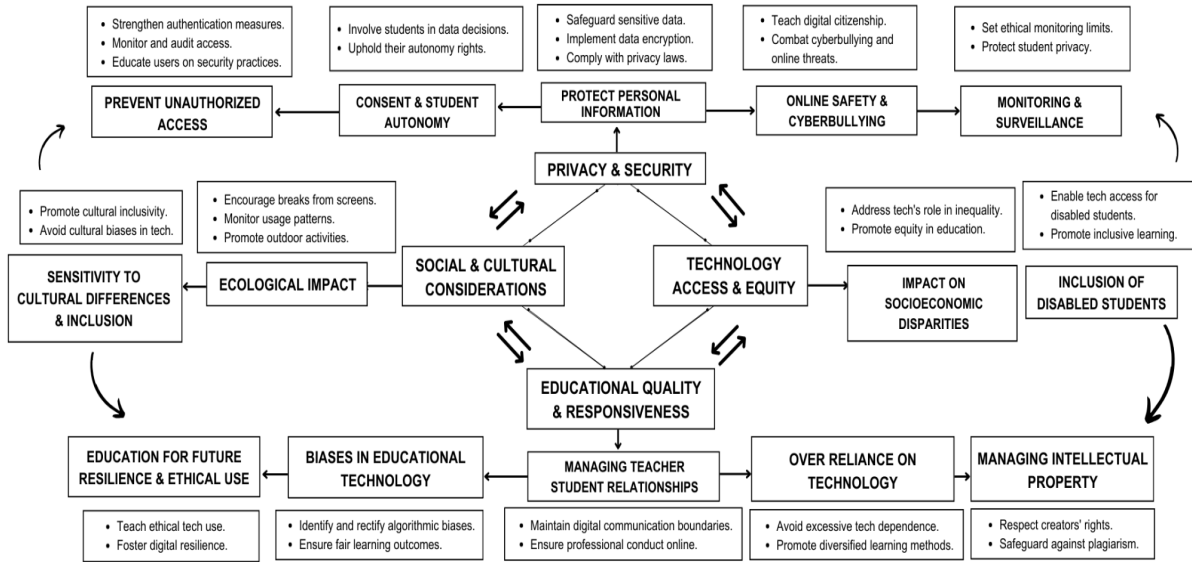 • Strengthen authentication measures.
• Monitor and audit access.
• Educate users on security practices.
• Involve students in data decisions.
• Uphold their autonomy rights.
• Safeguard sensitive data.
• Implement data encryption.
• Comply with privacy laws.
• Teach digital citizenship.
• Combat cyberbullying and
online threats.
• Set ethical monitoring limits.
• Protect student privacy.
PREVENT UNAUTHORIZED
ACCESS
CONSENT & STUDENT
AUTONOMY
PROTECT PERSONAL
INFORMATION
ONLINE SAFETY &
CYBERBULLYING
MONITORING &
SURVEILLANCE
PRIVACY & SECURITY
• Promote cultural inclusivity.
• Avoid cultural biases in tech.
• Encourage breaks from screens.
• Monitor usage patterns.
• Promote outdoor activities.
• Address tech's role in inequality.
• Promote equity in education.
• Enable tech access for
disabled students.
• Promote inclusive learning.
SENSITIVITY TO
CULTURAL DIFFERENCES
& INCLUSION
ECOLOGICAL IMPACT
SOCIAL & CULTURAL
CONSIDERATIONS
TECHNOLOGY
ACCESS & EQUITY
IMPACT ON
SOCIOECONOMIC
DISPARITIES
INCLUSION OF
DISABLED STUDENTS
EDUCATIONAL QUALITY
& RESPONSIVENESS
EDUCATION FOR FUTURE
RESILIENCE & ETHICAL USE
BIASES IN EDUCATIONAL
TECHNOLOGY
MANAGING TEACHER
STUDENT RELATIONSHIPS
OVER RELIANCE ON
TECHNOLOGY
MANAGING INTELLECTUAL
PROPERTY
• Teach ethical tech use.
• Foster digital resilience.
• Identify and rectify algorithmic biases.
• Ensure fair learning outcomes.
• Maintain digital communication boundaries.
• Ensure professional conduct online.
• Avoid excessive tech dependence.
• Promote diversified learning methods.
• Respect creators' rights.
• Safeguard against plagiarism.